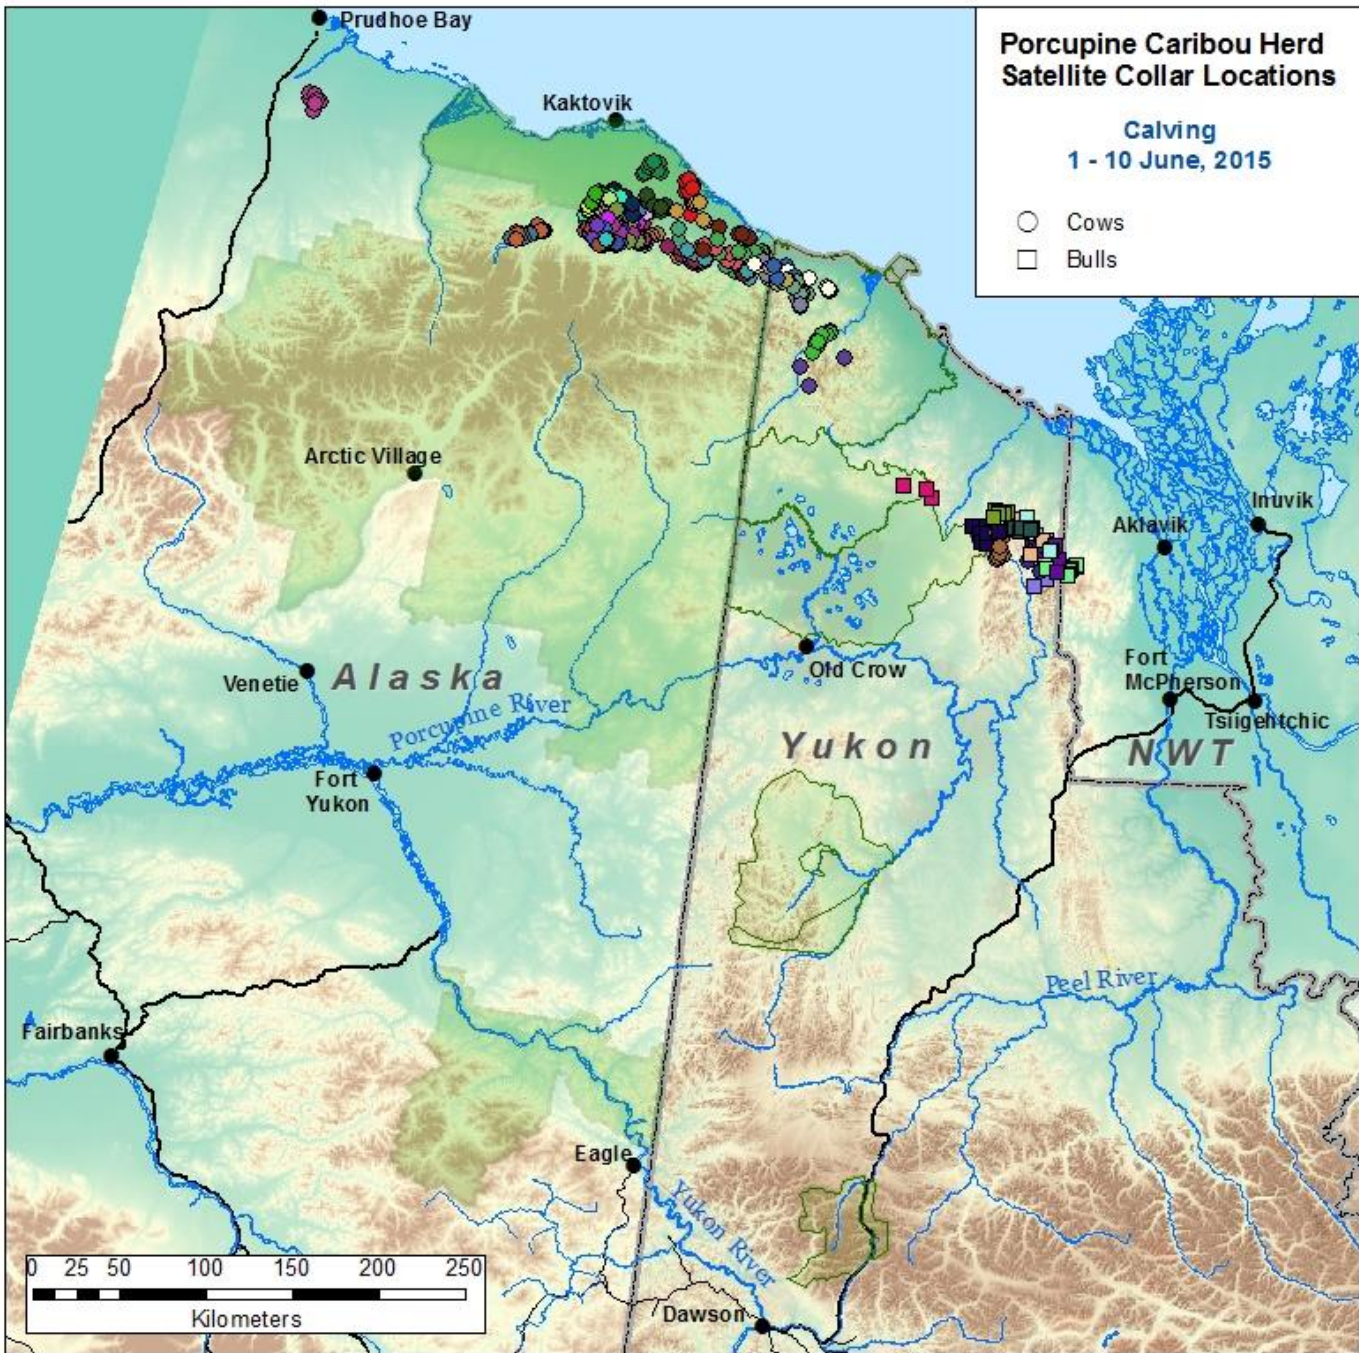 Prudhoe Bay
Porcupine Caribou Herd
Satellite Collar Locations
Calving
1 - 10 June, 2015
Cows
Bulls
Kaktovik
Arctic Village
Inuvik
Aklavik
Old Crow
Fort
McPherson
Tsiigehtchic
Venetie
Alaska
Porcupine River
Yukon
NWT
Fort
Yukon
Peel River
Fairbanks
Eagle
Yukon River
Dawson
0 25 50 100 150 200 250
Kilometers